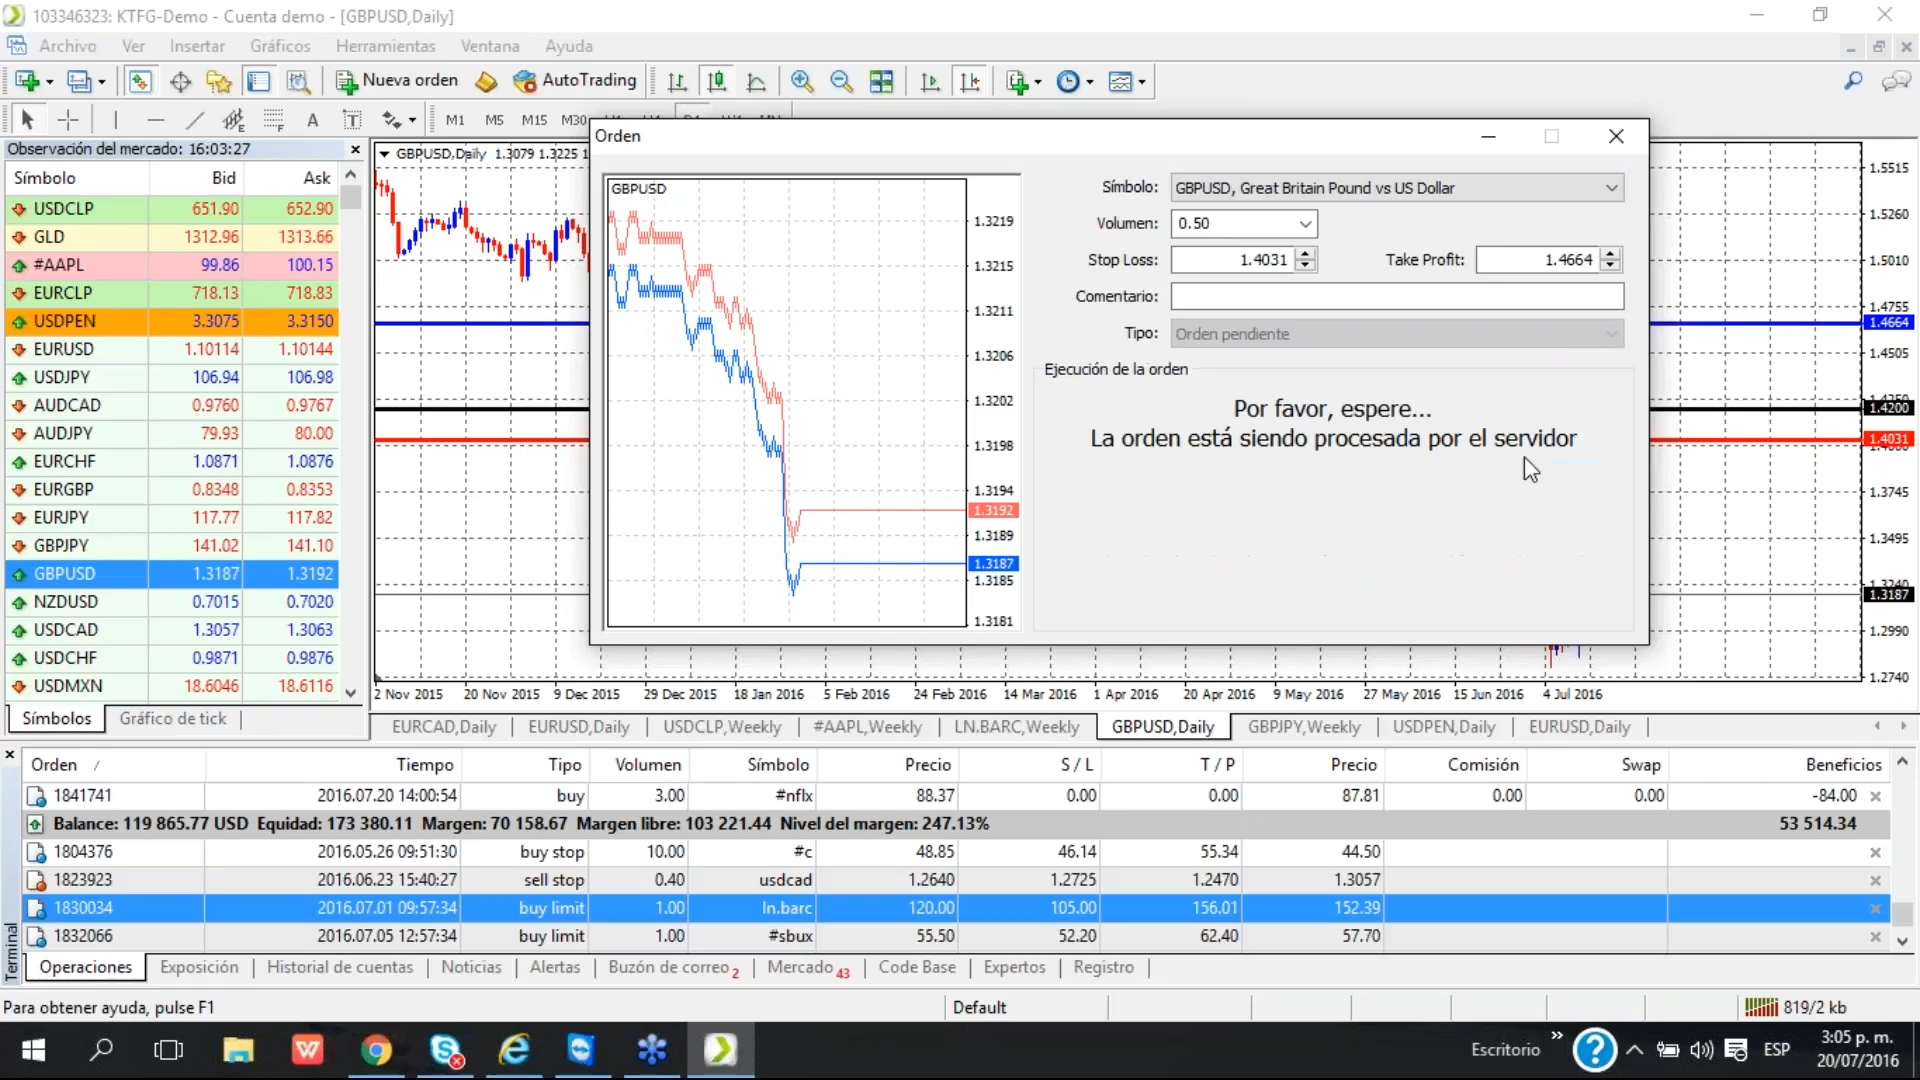 103346323: KTFG-Demo - Cuenta demo - [GBPUSD,Daily]
Archivo Ver Insertar Gráficos Herramientas Ventana Ayuda
Nueva orden AutoTrading
M1 M5 M15 M30
Observación del mercado: 16:03:27
Símbolo Bid Ask
USDCLP 651.90 652.90
GLD 1312.96 1313.66
#AAPL 99.86 100.15
EURCLP 718.13 718.83
USDPEN 3.3075 3.3150
EURUSD 1.10114 1.10144
USDJPY 106.94 106.98
AUDCAD 0.9760 0.9767
AUDJPY 79.93 80.00
EURCHF 1.0871 1.0876
EURGBP 0.8348 0.8353
EURJPY 117.77 117.82
GBPJPY 141.02 141.10
GBPUSD 1.3187 1.3192
NZDUSD 0.7015 0.7020
USDCAD 1.3057 1.3063
USDCHF 0.9871 0.9876
USDMXN 18.6046 18.6116
Símbolos Gráfico de tick
GBPUSD,Daily 1.3079 1.3225 1
Orden
GBPUSD
1.3219
1.3215
1.3211
1.3206
1.3202
1.3198
1.3194
1.3192
1.3189
1.3187
1.3185
1.3181
Símbolo: GBPUSD, Great Britain Pound vs US Dollar
Volumen: 0.50
Stop Loss: 1.4031 Take Profit: 1.4664
Comentario:
Tipo: Orden pendiente
Ejecución de la orden
Por favor, espere...
La orden está siendo procesada por el servidor
1.5515
1.5260
1.5010
1.4755
1.4664
1.4505
1.4200
1.4031
1.3745
1.3495
1.3240
1.3187
1.2990
1.2740
2 Nov 2015 20 Nov 2015 9 Dec 2015 29 Dec 2015 18 Jan 2016 5 Feb 2016 24 Feb 2016 14 Mar 2016 1 Apr 2016 20 Apr 2016 9 May 2016 27 May 2016 15 Jun 2016 4 Jul 2016
EURCAD,Daily EURUSD,Daily USDCLP,Weekly #AAPL,Weekly LN.BARC,Weekly GBPUSD,Daily GBPJPY,Weekly USDPEN,Daily EURUSD,Daily
Orden / Tiempo Tipo Volumen Símbolo Precio S / L T / P Precio Comisión Swap Beneficios
1841741 2016.07.20 14:00:54 buy 3.00 #nflx 88.37 0.00 0.00 87.81 0.00 0.00 -84.00
Balance: 119 865.77 USD Equidad: 173 380.11 Margen: 70 158.67 Margen libre: 103 221.44 Nivel del margen: 247.13% 53 514.34
1804376 2016.05.26 09:51:30 buy stop 10.00 #c 48.85 46.14 55.34 44.50
1823923 2016.06.23 15:40:27 sell stop 0.40 usdcad 1.2640 1.2725 1.2470 1.3057
1830034 2016.07.01 09:57:34 buy limit 1.00 ln.barc 120.00 105.00 156.01 152.39
1832066 2016.07.05 12:57:34 buy limit 1.00 #sbux 55.50 52.20 62.40 57.70
Terminal
Operaciones Exposición Historial de cuentas Noticias Alertas Buzón de correo 2 Mercado 43 Code Base Expertos Registro
Para obtener ayuda, pulse F1 Default 819/2 kb
Escritorio ESP 3:05 p. m.
20/07/2016